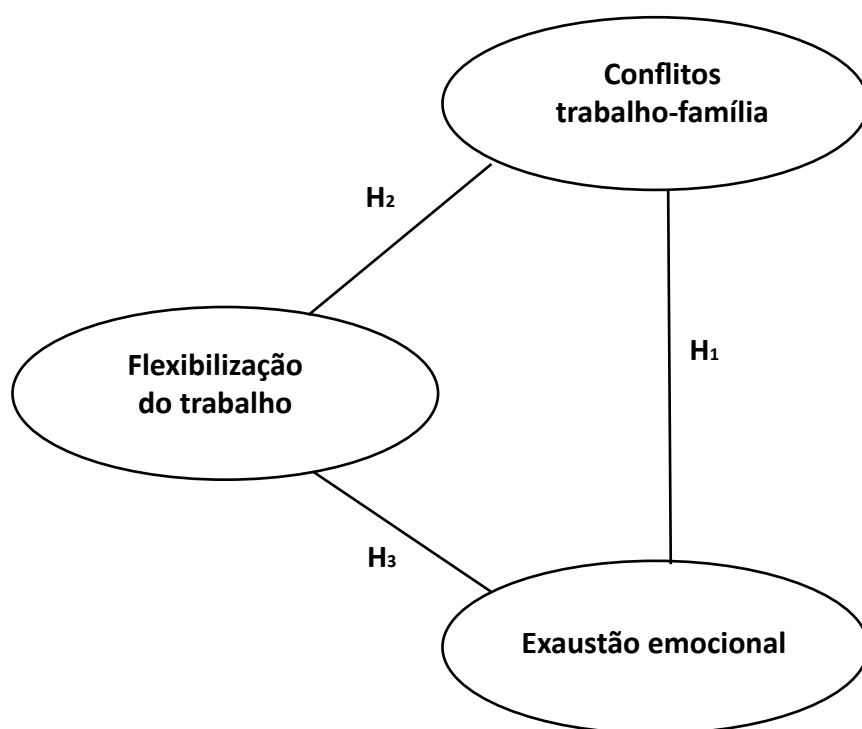 Conflitos
trabalho-família
H₂
Flexibilização
do trabalho
H₁
H₃
Exaustão emocional